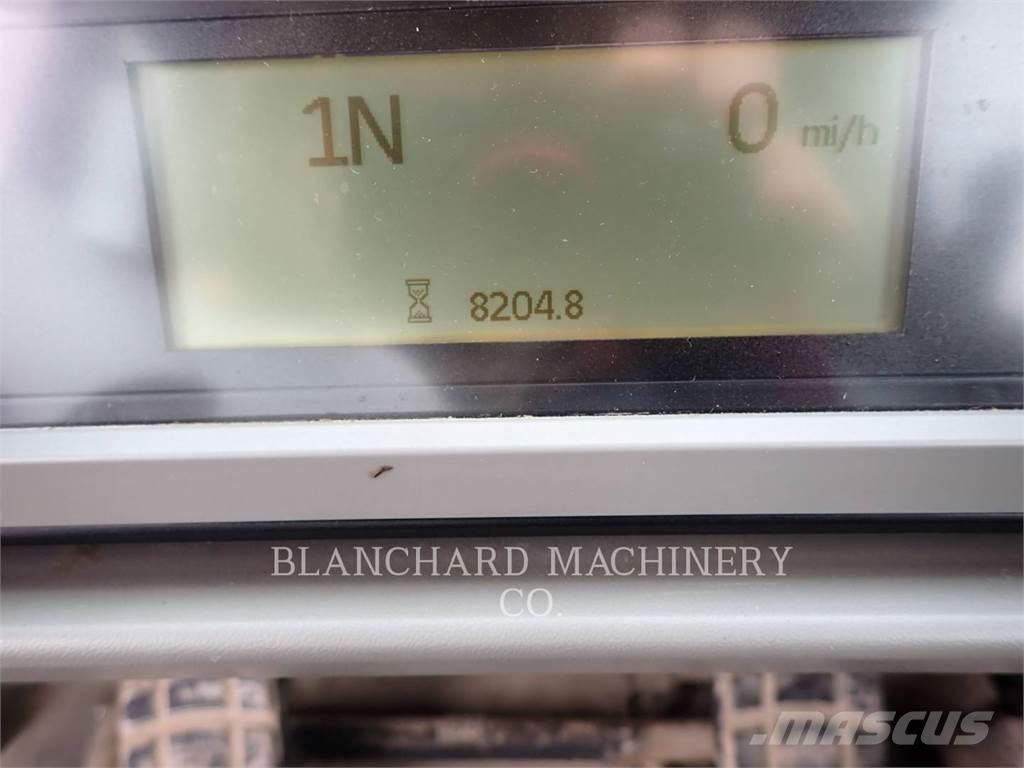 1N 0 mi/h
8204.8
BLANCHARD MACHINERY
CO.
MASCUS